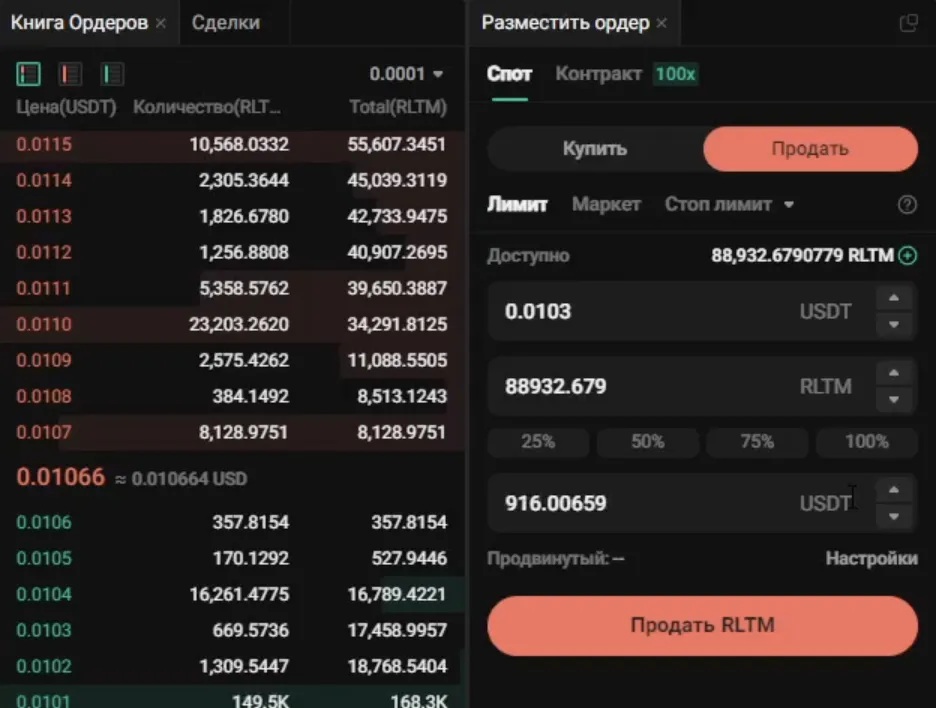 Книга Ордеров ×
Сделки
0.0001
Цена(USDT) Количество(RLT... Total(RLTM)
0.0115 10,568.0332 55,607.3451
0.0114 2,305.3644 45,039.3119
0.0113 1,826.6780 42,733.9475
0.0112 1,256.8808 40,907.2695
0.0111 5,358.5762 39,650.3887
0.0110 23,203.2620 34,291.8125
0.0109 2,575.4262 11,088.5505
0.0108 384.1492 8,513.1243
0.0107 8,128.9751 8,128.9751
0.01066 ≈ 0.010664 USD
0.0106 357.8154 357.8154
0.0105 170.1292 527.9446
0.0104 16,261.4775 16,789.4221
0.0103 669.5736 17,458.9957
0.0102 1,309.5447 18,768.5404
0.0101 149.5K 168.3K
Разместить ордер ×
Спот Контракт 100x
Купить Продать
Лимит Маркет Стоп лимит ?
Доступно 88,932.6790779 RLTM
0.0103 USDT
88932.679 RLTM
25% 50% 75% 100%
916.00659 USDT
Продвинутый: -- Настройки
Продать RLTM